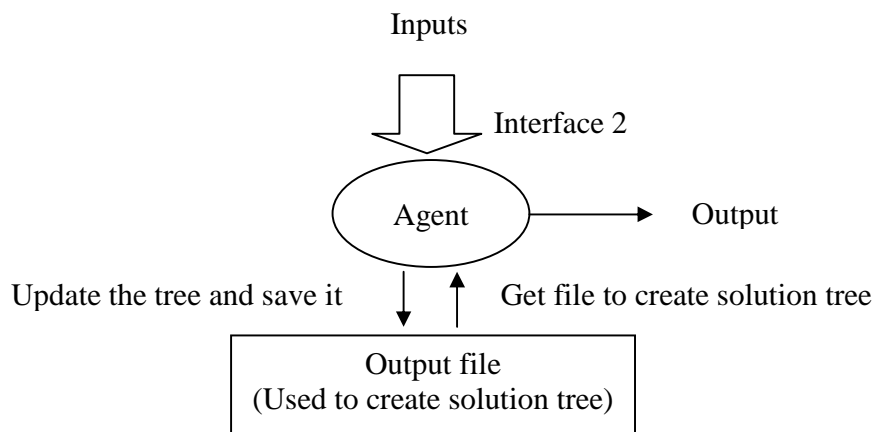 Inputs
Interface 2
Agent
Output
Update the tree and save it
Get file to create solution tree
Output file
(Used to create solution tree)